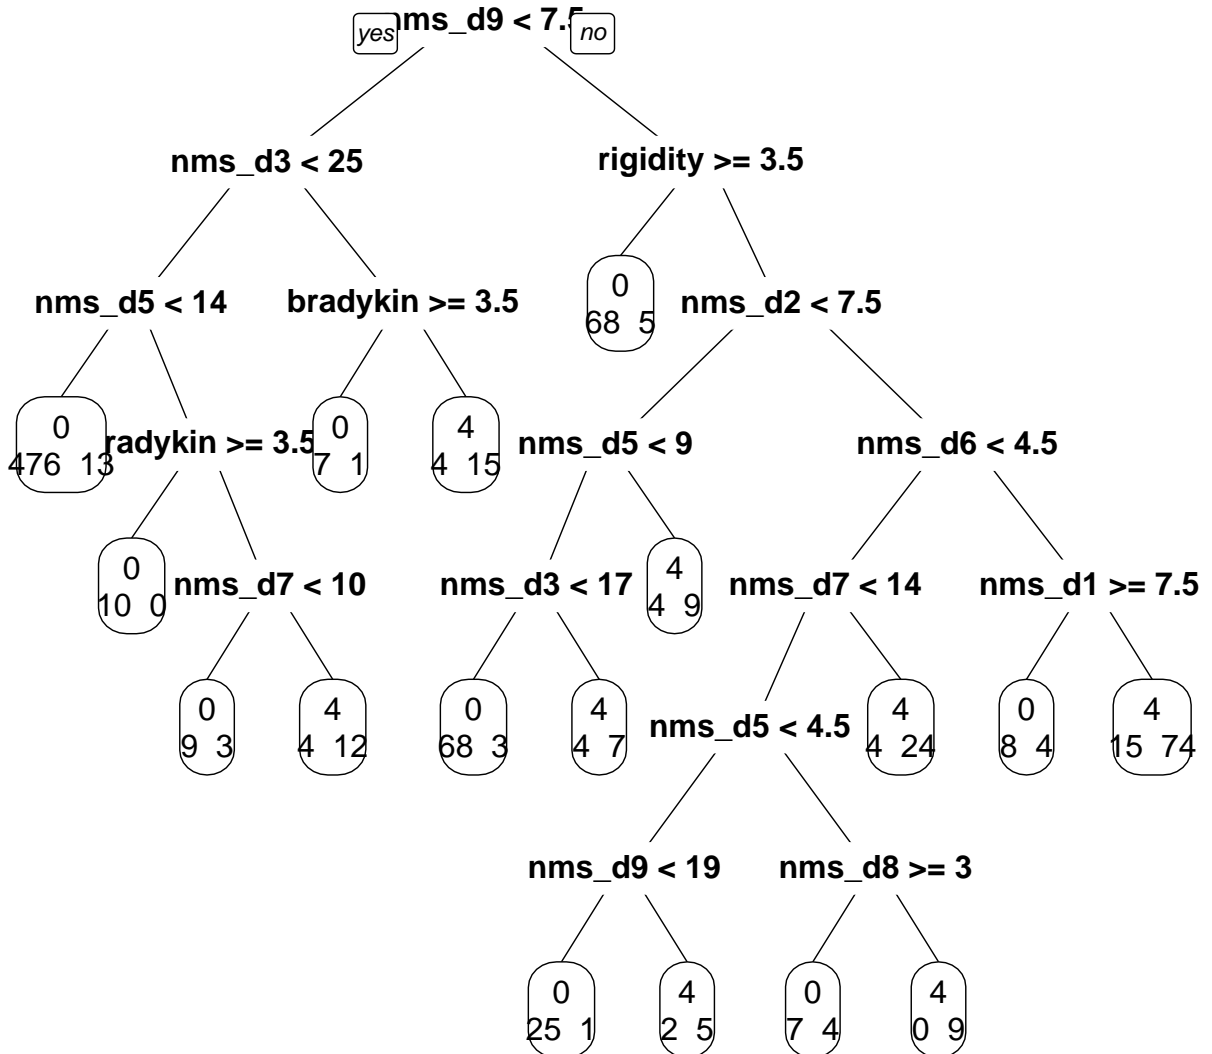 yes nms_d9 < 7.5 no
nms_d3 < 25 rigidity >= 3.5
nms_d5 < 14 bradykin >= 3.5 0 nms_d2 < 7.5
68 5
0 radykin >= 3.5 0 4 nms_d5 < 9 nms_d6 < 4.5
476 13 7 1 4 15
0 nms_d7 < 10 nms_d3 < 17 4 nms_d7 < 14 nms_d1 >= 7.5
10 0 4 9
0 4 0 4 nms_d5 < 4.5 4 0 4
9 3 4 12 68 3 4 7 4 24 8 4 15 74
nms_d9 < 19 nms_d8 >= 3
0 4 0 4
25 1 2 5 7 4 0 9